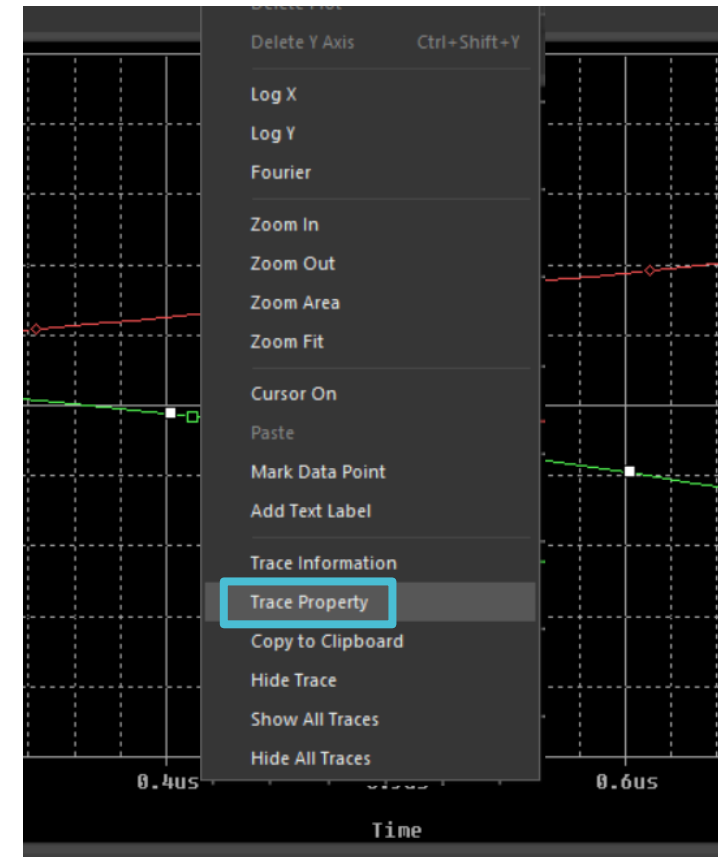 Delete Plot
Delete Y Axis Ctrl+Shift+Y
Log X
Log Y
Fourier
Zoom In
Zoom Out
Zoom Area
Zoom Fit
Cursor On
Paste
Mark Data Point
Add Text Label
Trace Information
Trace Property
Copy to Clipboard
Hide Trace
Show All Traces
Hide All Traces
0.4us 0.6us
Time